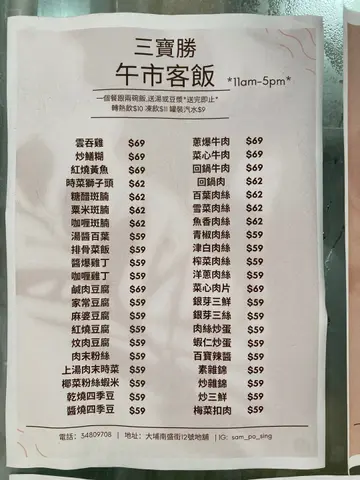 三寶勝
午市客飯 *11am-5pm*
一個餐跟兩碗飯,送湯或豆漿*送完即止*
轉熱飲$10 凍飲$11 罐裝汽水$9
雲吞雞 $69
炒鱔糊 $69
紅燒黃魚 $69
時菜獅子頭 $62
糖醋斑腩 $62
粟米斑腩 $62
咖喱斑腩 $62
湯醬百葉 $59
排骨菜飯 $59
醬爆雞丁 $59
咖喱雞丁 $59
鹹肉豆腐 $69
家常豆腐 $59
麻婆豆腐 $59
紅燒豆腐 $59
炆肉豆腐 $59
肉末粉絲 $59
上湯肉末時菜 $59
椰菜粉絲蝦米 $59
乾燒四季豆 $59
醬燒四季豆 $59
蔥爆牛肉 $69
菜心牛肉 $69
回鍋牛肉 $69
回鍋肉 $62
百葉肉絲 $62
雪菜肉絲 $62
魚香肉絲 $62
青椒肉絲 $59
津白肉絲 $59
榨菜肉絲 $59
洋蔥肉絲 $59
菜心肉片 $59
銀芽三鮮 $59
銀芽三絲 $59
肉絲炒蛋 $59
蝦仁炒蛋 $59
百寶辣醬 $59
素雜錦 $59
炒雜錦 $59
炒三鮮 $59
梅菜扣肉 $59
電話：34809708 | 地址：大埔南盛街12號地舖 | IG: sam_po_sing